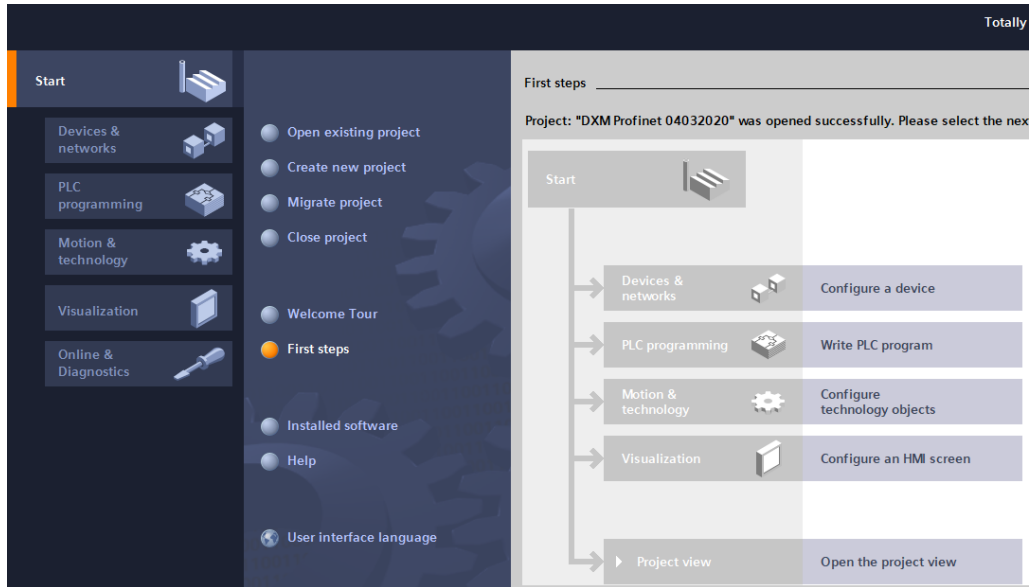 Totally
Start
Devices &
networks
PLC
programming
Motion &
technology
Visualization
Online &
Diagnostics
Open existing project
Create new project
Migrate project
Close project
Welcome Tour
First steps
Installed software
Help
User interface language
First steps
Project: "DXM Profinet 04032020" was opened successfully. Please select the nex
Start
Devices &
networks
Configure a device
PLC programming
Write PLC program
Motion &
technology
Configure
technology objects
Visualization
Configure an HMI screen
Project view
Open the project view